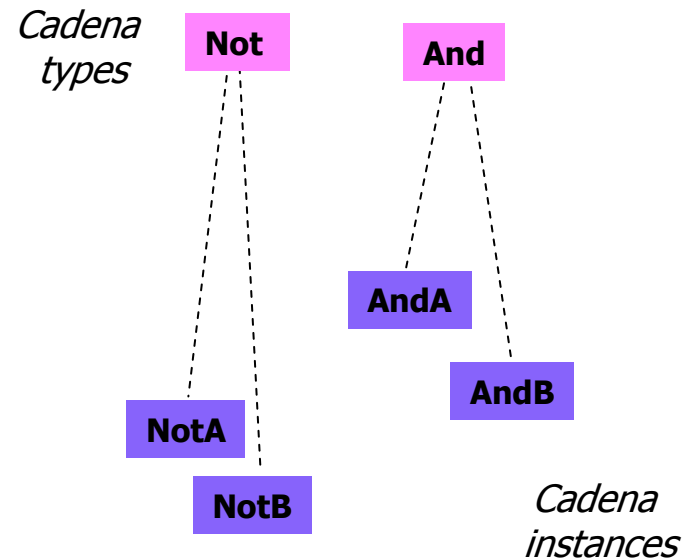 Cadena
types
Not
And
AndA
AndB
NotA
NotB
Cadena
instances